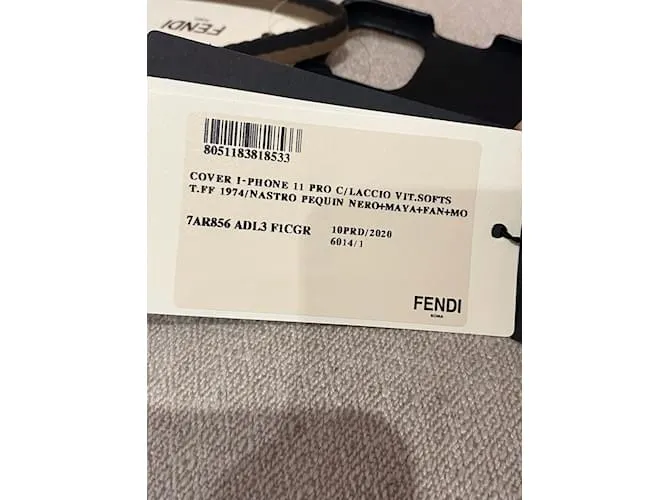 FENDI
8051183818533
COVER I-PHONE 11 PRO C/LACCIO VIT.SOFTS
T.FF 1974/NASTRO PEQUIN NERO+MAYA+FAN+MO
7AR856 ADL3 F1CGR 10PRD/2020
6014/1
FENDI
ROMA